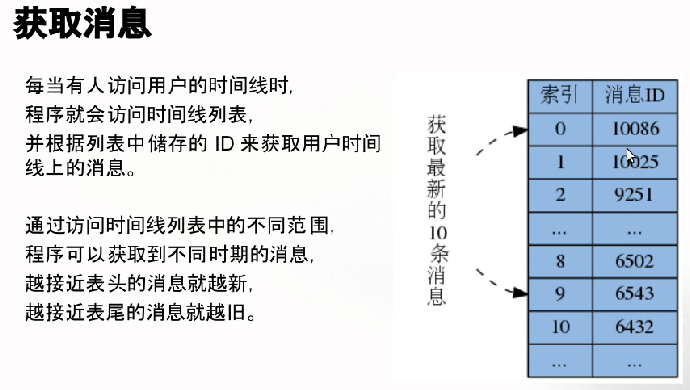 获取消息
每当有人访问用户的时间线时,
程序就会访问时间线列表,
并根据列表中储存的 ID 来获取用户时间
线上的消息。
通过访问时间线列表中的不同范围,
程序可以获取到不同时期的消息,
越接近表头的消息就越新,
越接近表尾的消息就越旧。
获取最新的10条消息
索引 消息ID
0 10086
1 10025
2 9251
... ...
8 6502
9 6543
10 6432
... ...